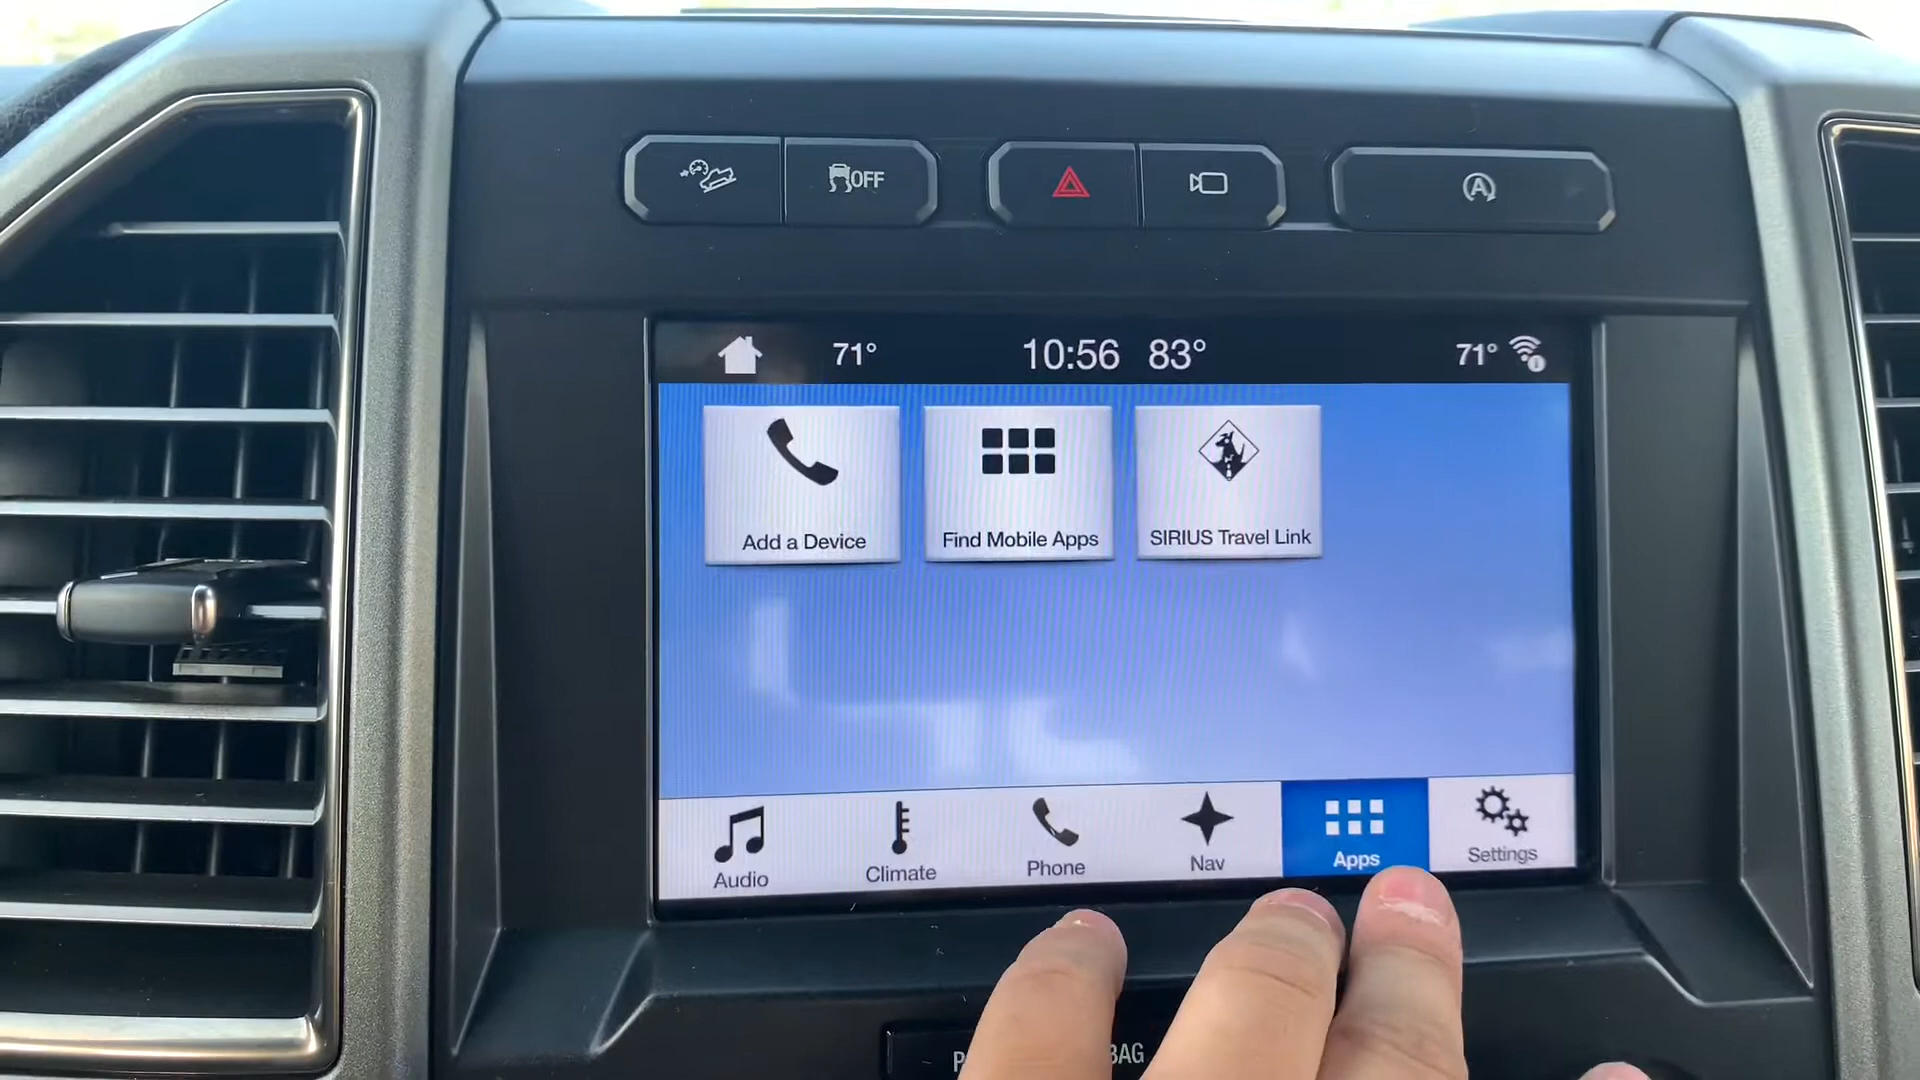 OFF
A
71° 10:56 83° 71°
Add a Device
Find Mobile Apps
SIRIUS Travel Link
Audio
Climate
Phone
Nav
Apps
Settings